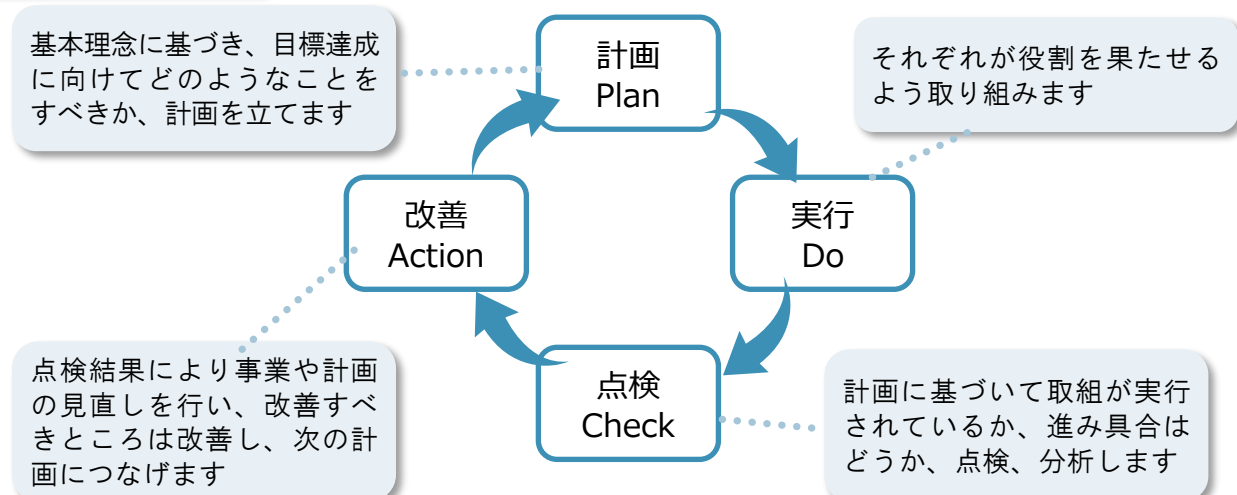 基本理念に基づき、目標達成
に向けてどのようなことを
すべきか、計画を立てます
計画
Plan
それぞれが役割を果たせる
よう取り組みます
改善
Action
実行
Do
点検結果により事業や計画
の見直しを行い、改善すべ
きところは改善し、次の計
画につなげます
点検
Check
計画に基づいて取組が実行
されているか、進み具合は
どうか、点検、分析します